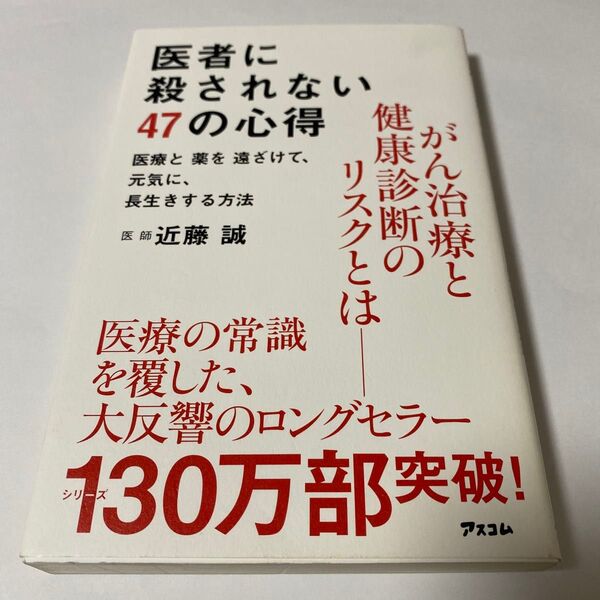 医者に
殺されない
47の心得
医療と 薬を 遠ざけて、
元気に、
長生きする方法
医師 近藤 誠
がん治療と
健康診断の
リスクとは――
医療の常識
を覆した、
大反響のロングセラー
シリーズ130万部突破!
アスコム